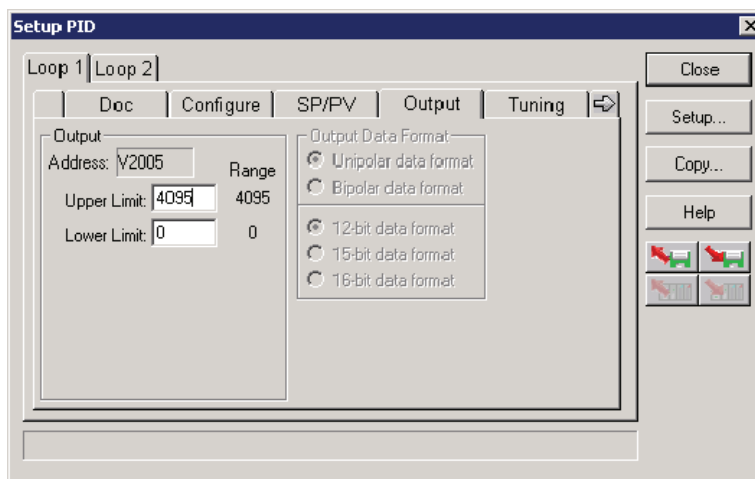 Setup PID
Loop 1 Loop 2
Doc Configure SP/PV Output Tuning
Output
Address: V2005
Range
Upper Limit: 4095 4095
Lower Limit: 0 0
Output Data Format
Unipolar data format
Bipolar data format
12-bit data format
15-bit data format
16-bit data format
Close
Setup...
Copy...
Help